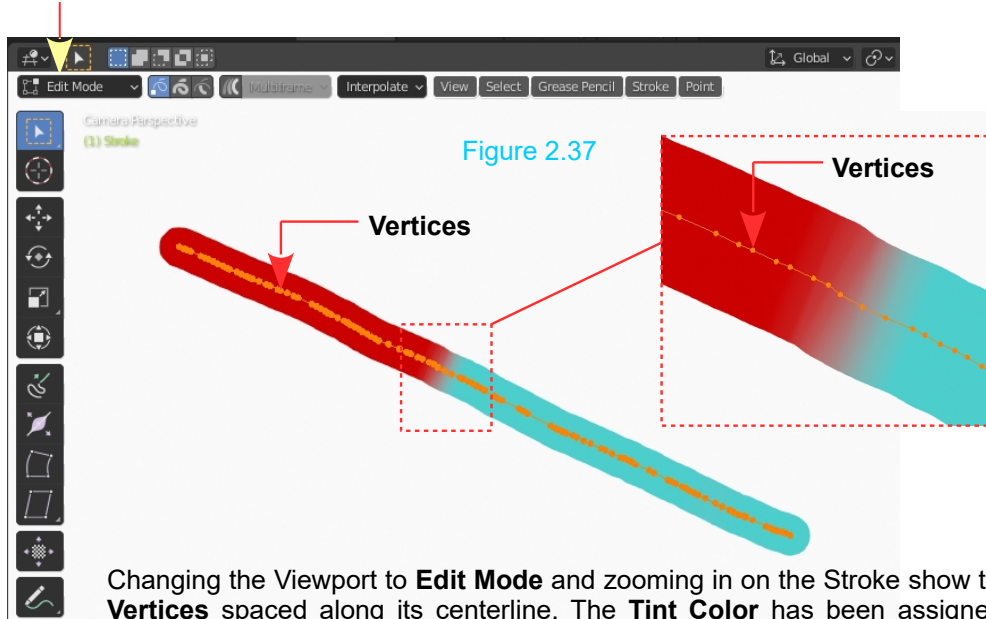 Global
Edit Mode
Multiframe
Interpolate
View
Select
Grease Pencil
Stroke
Point
Camera Perspective
(1) Stroke
Figure 2.37
Vertices
Vertices
Changing the Viewport to Edit Mode and zooming in on the Stroke show t
Vertices spaced along its centerline. The Tint Color has been assigne